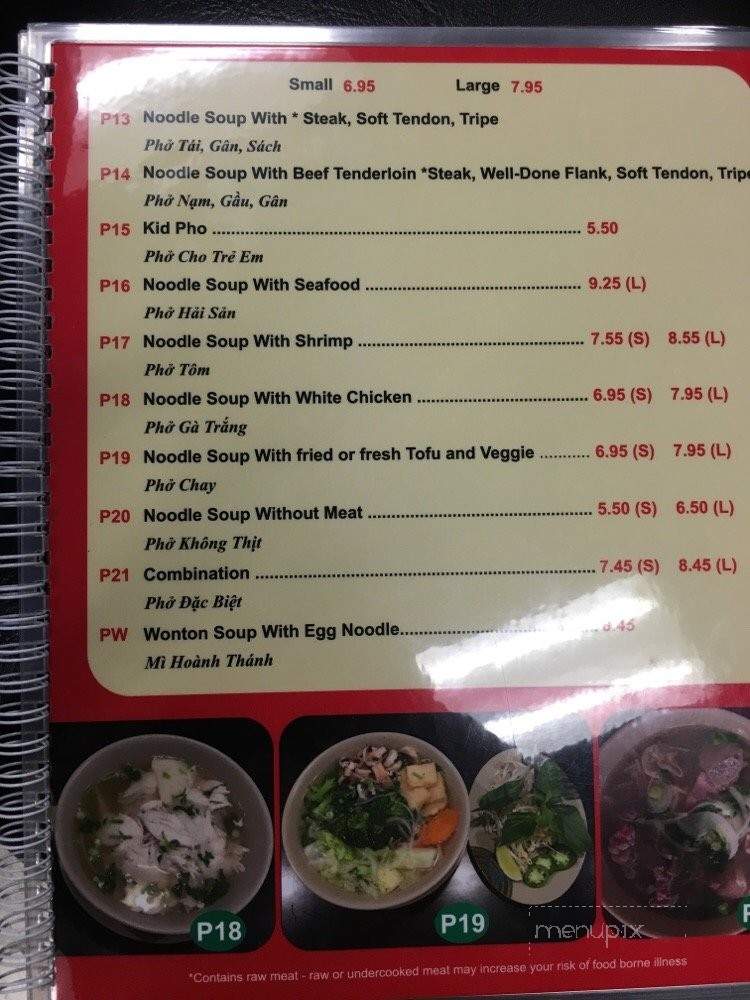 Small 6.95 Large 7.95
P13 Noodle Soup With * Steak, Soft Tendon, Tripe
Phở Tái, Gân, Sách
P14 Noodle Soup With Beef Tenderloin *Steak, Well-Done Flank, Soft Tendon, Tripe
Phở Nạm, Gầu, Gân
P15 Kid Pho ........ 5.50
Phở Cho Trẻ Em
P16 Noodle Soup With Seafood ........ 9.25 (L)
Phở Hải Sản
P17 Noodle Soup With Shrimp ........ 7.55 (S) 8.55 (L)
Phở Tôm
P18 Noodle Soup With White Chicken ........ 6.95 (S) 7.95 (L)
Phở Gà Trắng
P19 Noodle Soup With fried or fresh Tofu and Veggie ........ 6.95 (S) 7.95 (L)
Phở Chay
P20 Noodle Soup Without Meat ........ 5.50 (S) 6.50 (L)
Phở Không Thịt
P21 Combination ........ 7.45 (S) 8.45 (L)
Phở Đặc Biệt
PW Wonton Soup With Egg Noodle........
Mì Hoành Thánh
P18 P19
menupix
*Contains raw meat - raw or undercooked meat may increase your risk of food borne illness